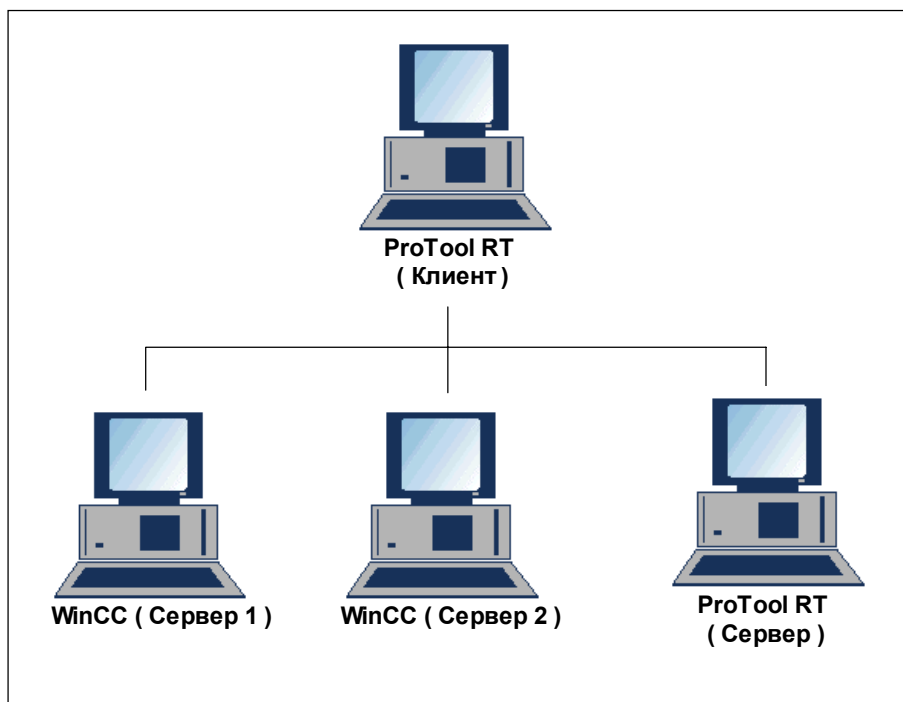 ProTool RT
( Клиент )
WinCC ( Сервер 1 )
WinCC ( Сервер 2 )
ProTool RT
( Сервер )